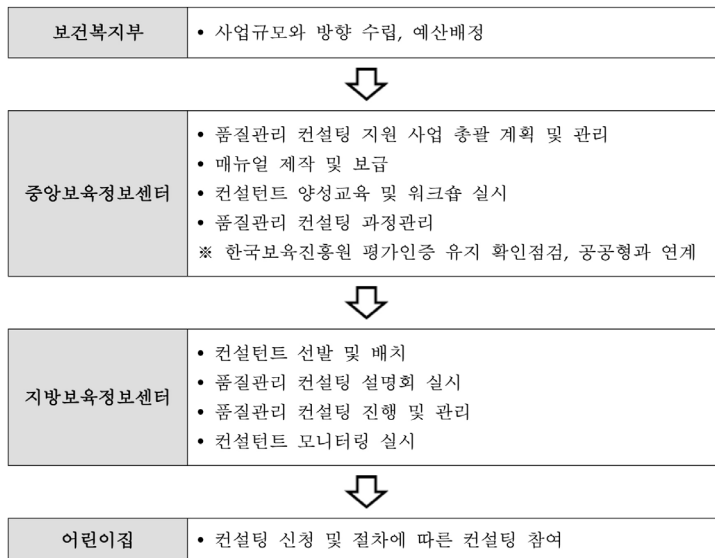 보건복지부
• 사업규모와 방향 수립, 예산배정
중앙보육정보센터
• 품질관리 컨설팅 지원 사업 총괄 계획 및 관리
• 매뉴얼 제작 및 보급
• 컨설턴트 양성교육 및 워크숍 실시
• 품질관리 컨설팅 과정관리
※ 한국보육진흥원 평가인증 유지 확인점검, 공공형과 연계
지방보육정보센터
• 컨설턴트 선발 및 배치
• 품질관리 컨설팅 설명회 실시
• 품질관리 컨설팅 진행 및 관리
• 컨설턴트 모니터링 실시
어린이집
• 컨설팅 신청 및 절차에 따른 컨설팅 참여